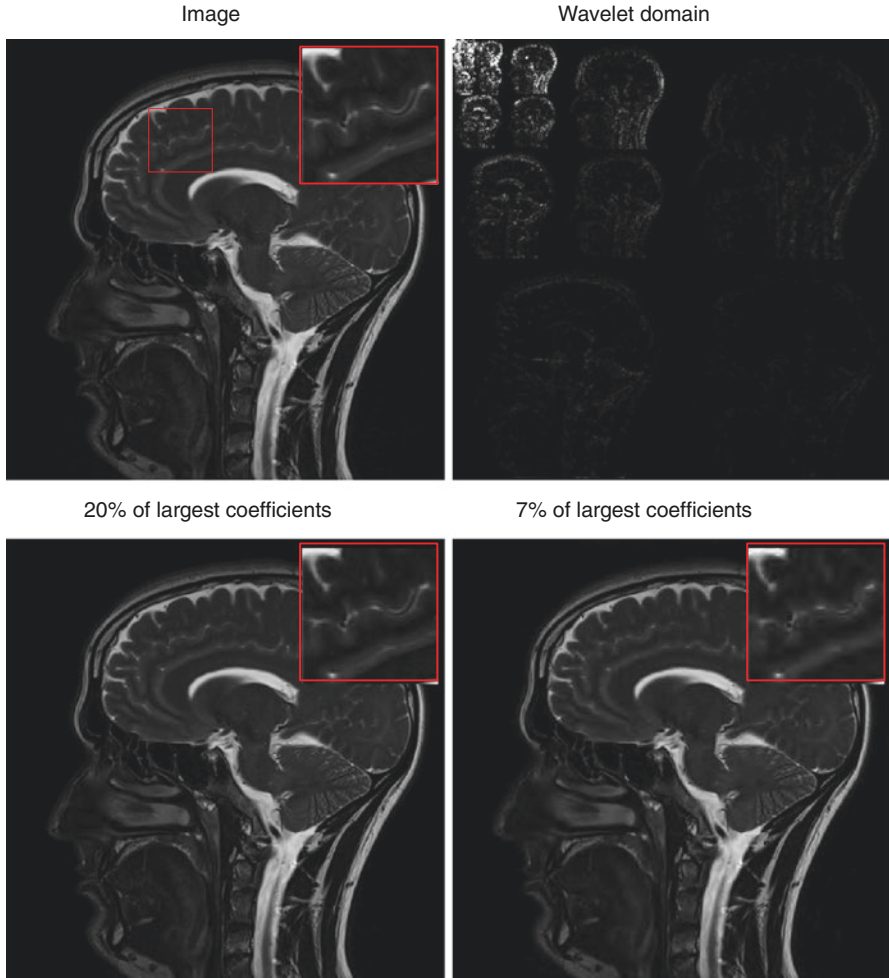 Image
Wavelet domain
20% of largest coefficients
7% of largest coefficients